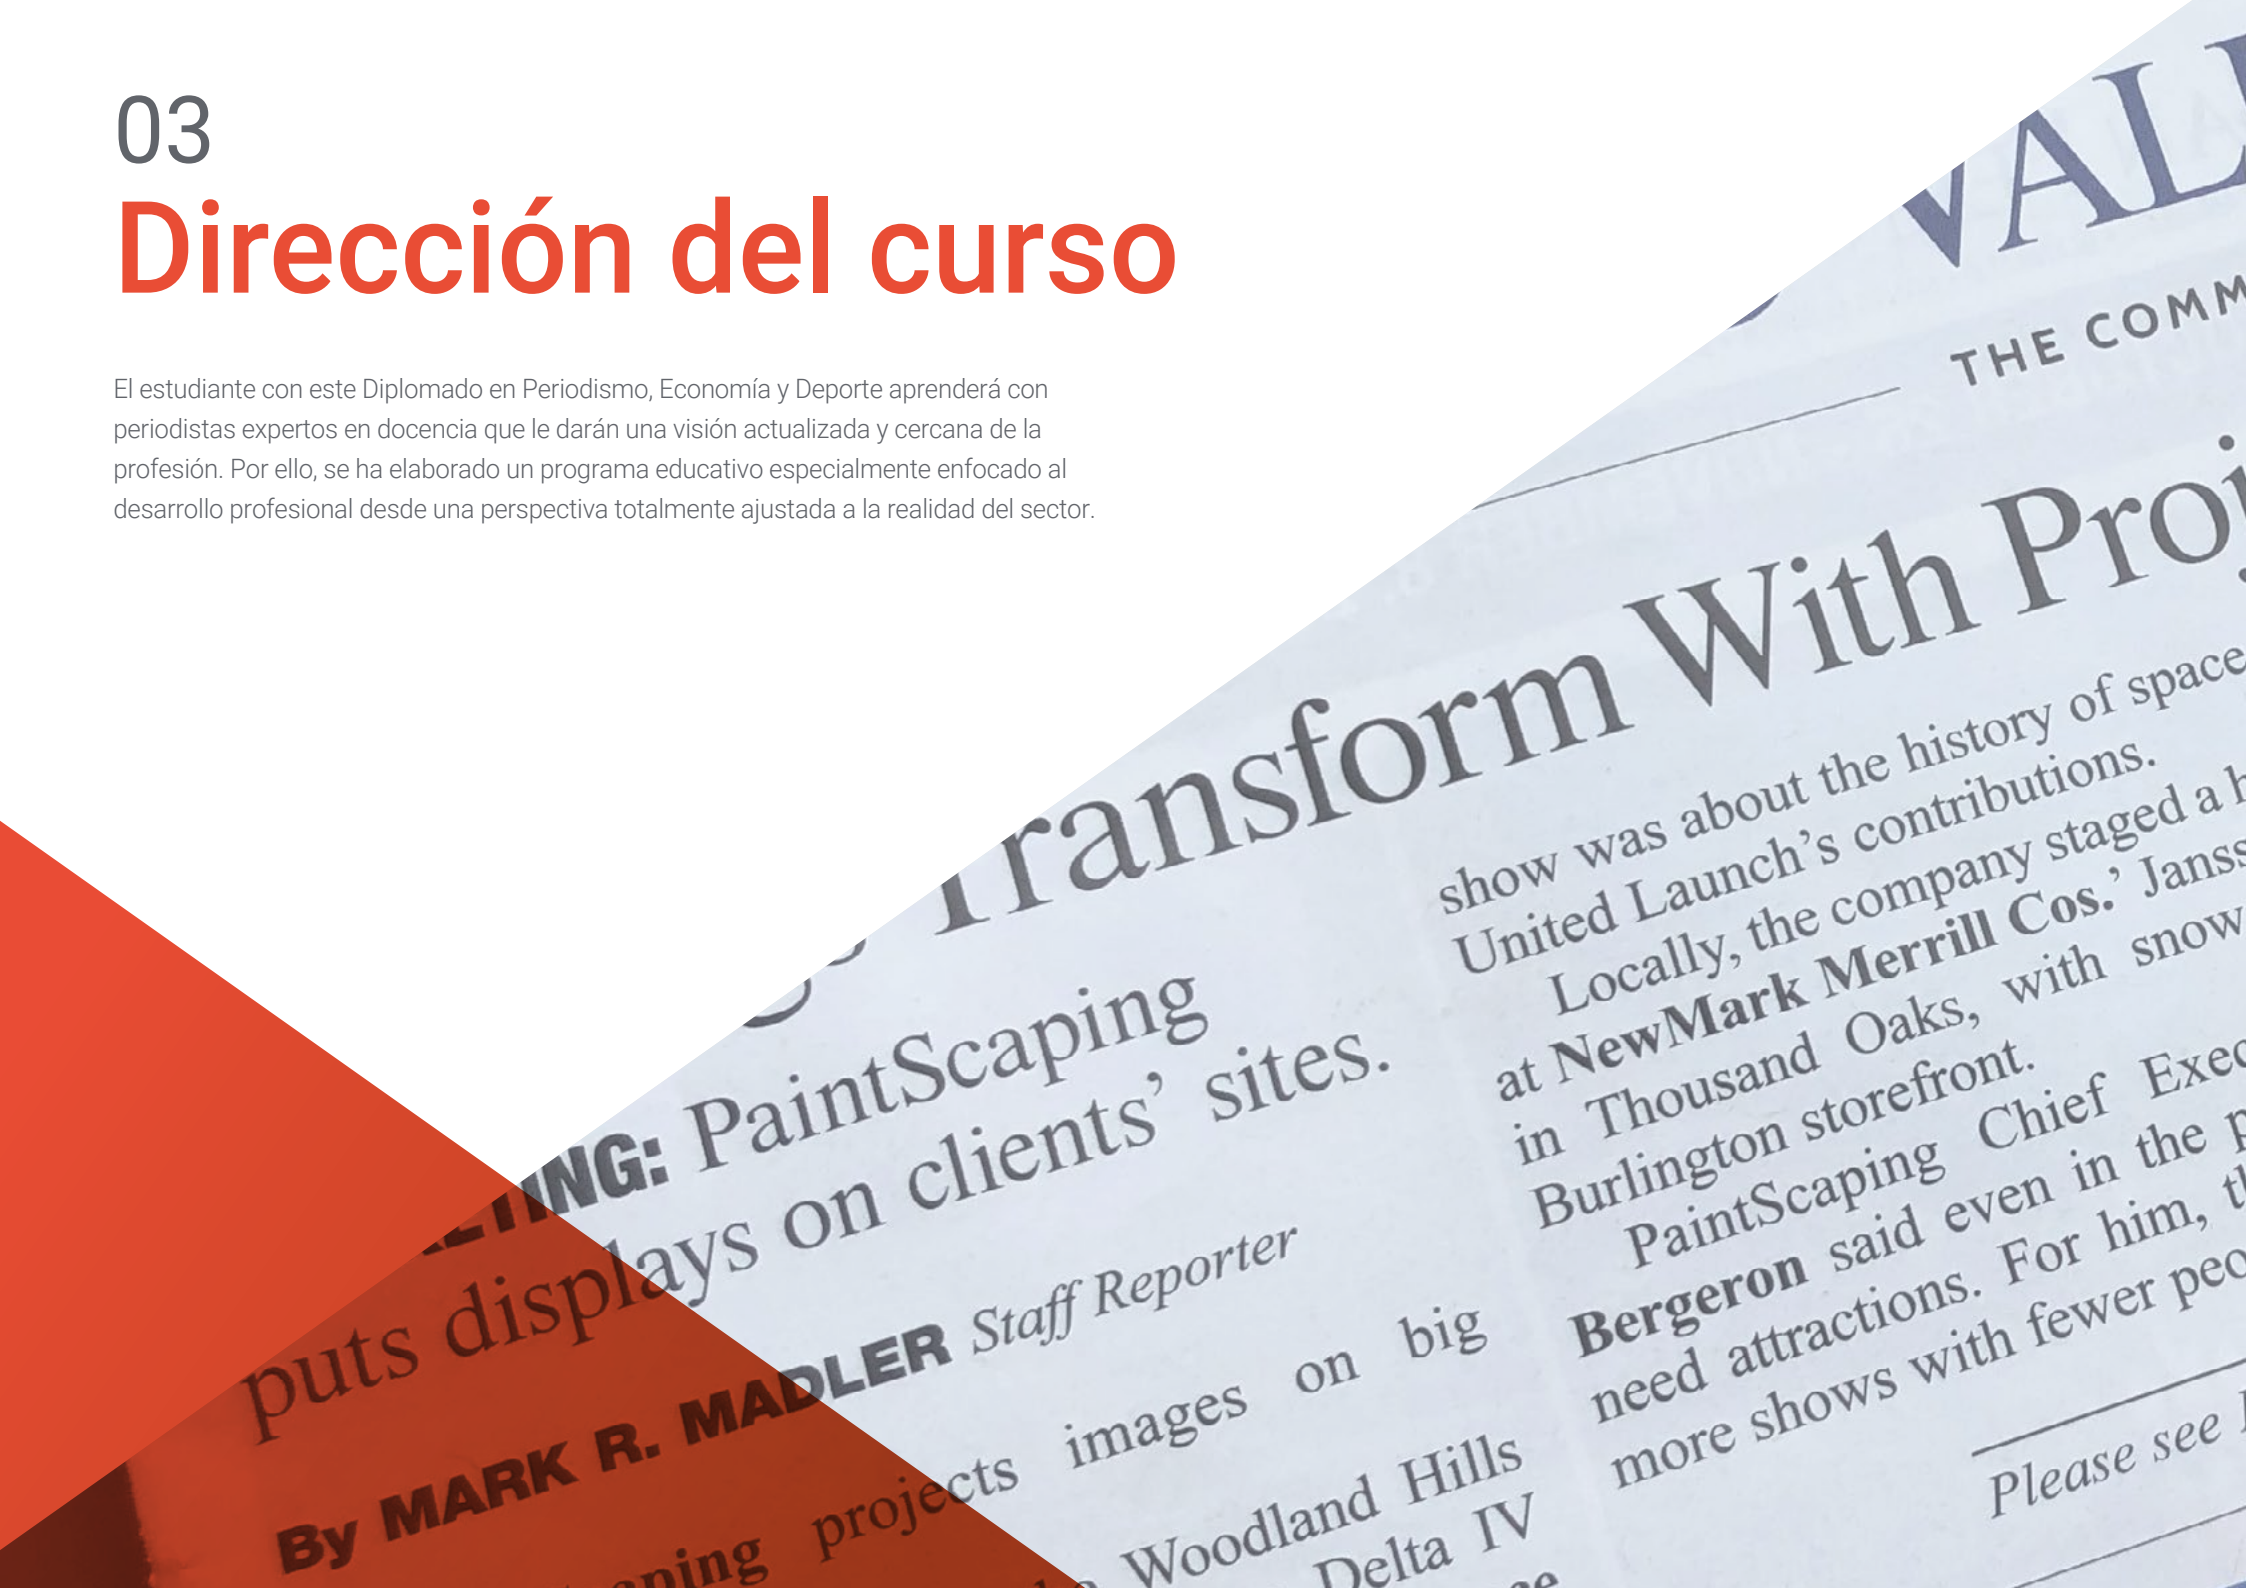 03
Dirección del curso
El estudiante con este Diplomado en Periodismo, Economía y Deporte aprenderá con
periodistas expertos en docencia que le darán una visión actualizada y cercana de la
profesión. Por ello, se ha elaborado un programa educativo especialmente enfocado al
desarrollo profesional desde una perspectiva totalmente ajustada a la realidad del sector.
THE
Transform With
PaintScaping
puts displays on clients’ sites.
By MARK R. MADLER Staff Reporter
projects images on big
Woodland Hills
Delta IV
show was about the history of space
United Launch’s contributions.
Locally, the company staged a
at NewMark Merrill Cos.’
in Thousand Oaks, with snow
Burlington storefront.
PaintScaping Chief
Bergeron said even in the
need attractions. For him,
more shows with fewer
Please see